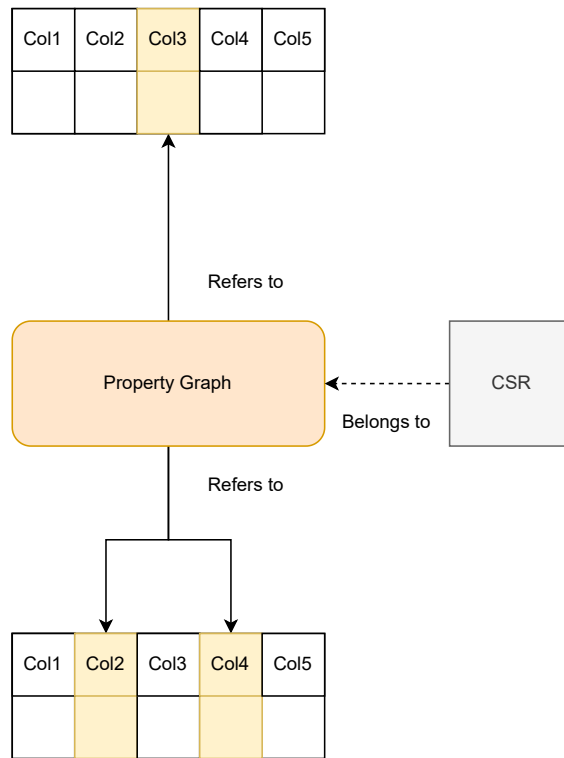 Col1 Col2 Col3 Col4 Col5
Refers to
Property Graph
CSR
Belongs to
Refers to
Col1 Col2 Col3 Col4 Col5